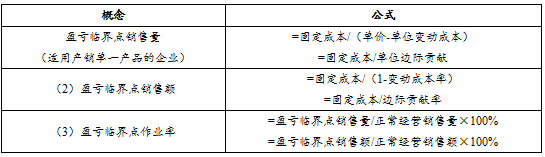 概念
公式
盈亏临界点销售量
（适用产销单一产品的企业）
=固定成本/（单价-单位变动成本）
=固定成本/单位边际贡献
（2）盈亏临界点销售额
=固定成本/（1-变动成本率）
=固定成本/边际贡献率
（3）盈亏临界点作业率
=盈亏临界点销售量/正常经营销售量×100%
=盈亏临界点销售额/正常经营销售额×100%